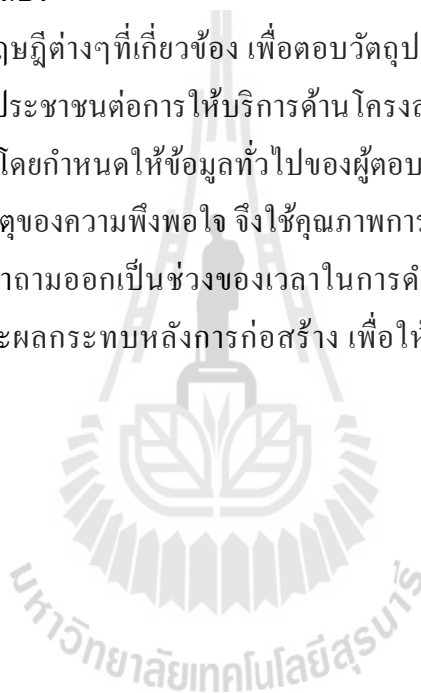 ฤษฎีต่างๆที่เกี่ยวข้อง เพื่อตอบวัตถุป
ประชาชนต่อการให้บริการด้านโครงส
โดยกำหนดให้ข้อมูลทั่วไปของผู้ตอบ
ตุของความพึงพอใจ จึงใช้คุณภาพการ
าถามออกเป็นช่วงของเวลาในการดำ
ะผลกระทบหลังการก่อสร้าง เพื่อให้
มหาวิทยาลัยเทคโนโลยีสุรนารี